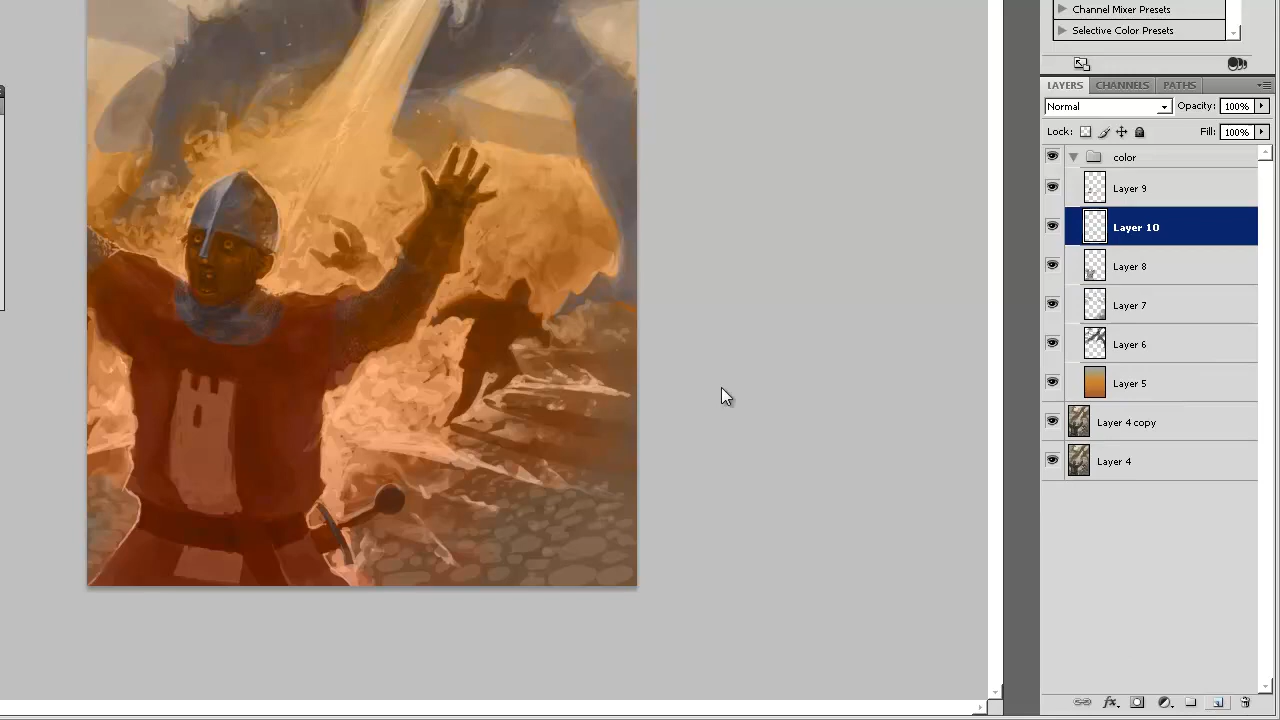 Channel Mixer Presets
Selective Color Presets
LAYERS CHANNELS PATHS
Normal Opacity: 100%
Lock: Fill: 100%
color
Layer 9
Layer 10
Layer 8
Layer 7
Layer 6
Layer 5
Layer 4 copy
Layer 4
fx